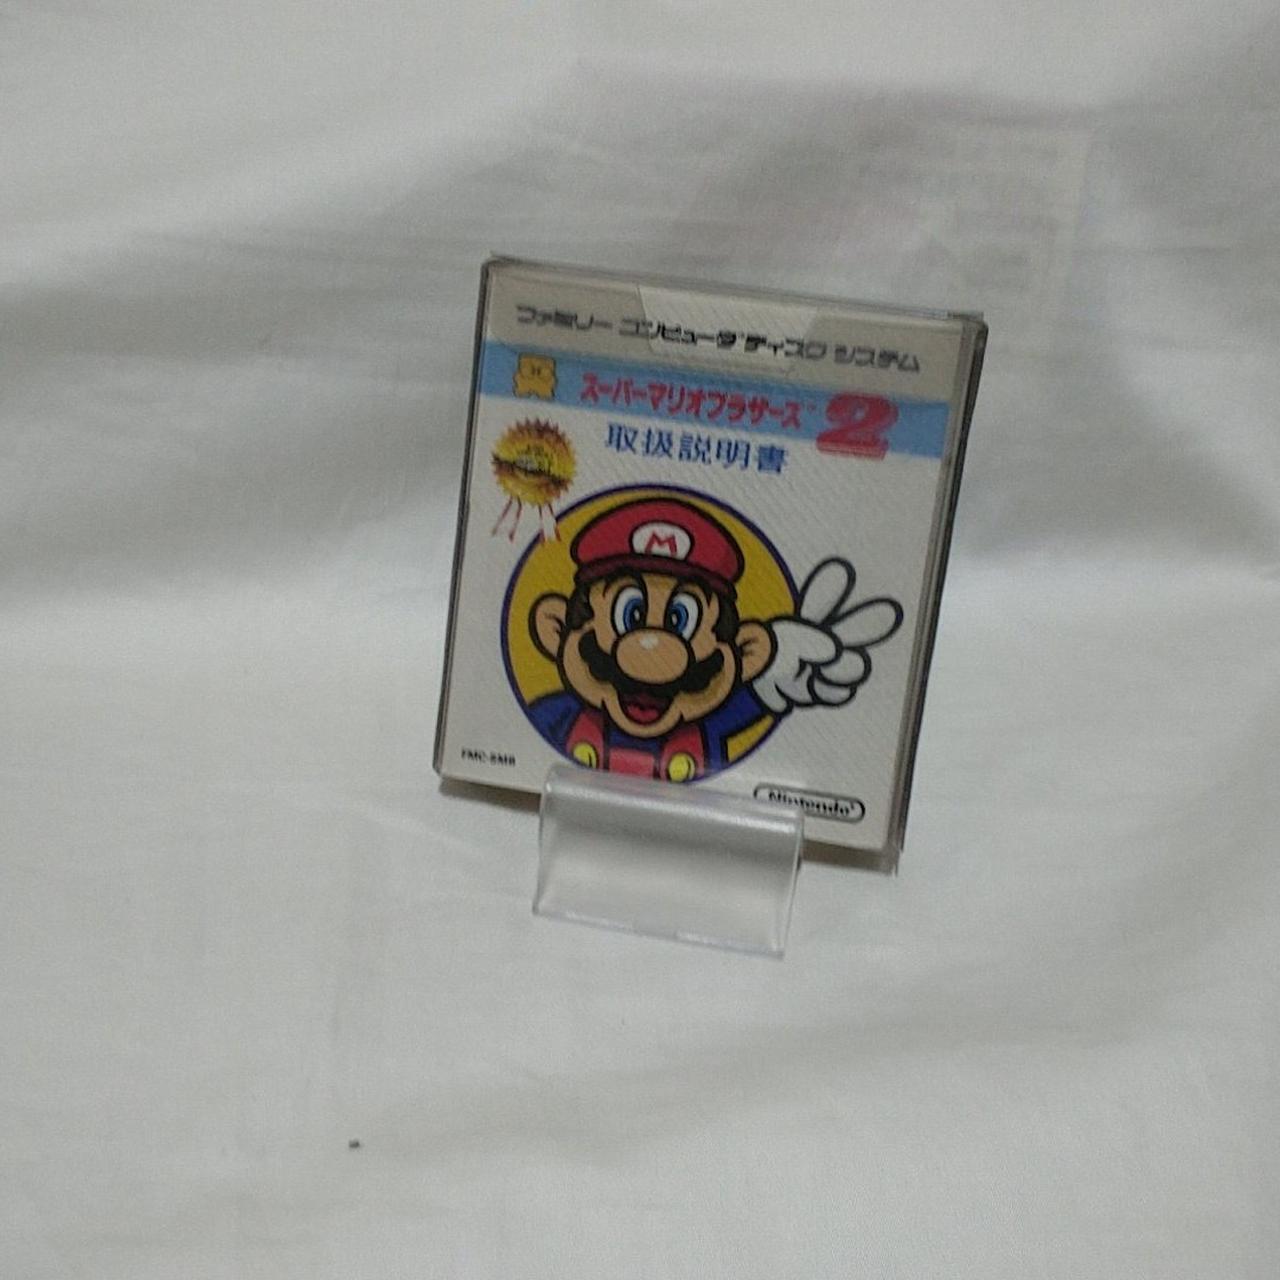 ファミリー コンピュータ ディスク システム
スーパーマリオブラザーズ™ 2
取扱説明書
M
FMC-SMB
Nintendo®